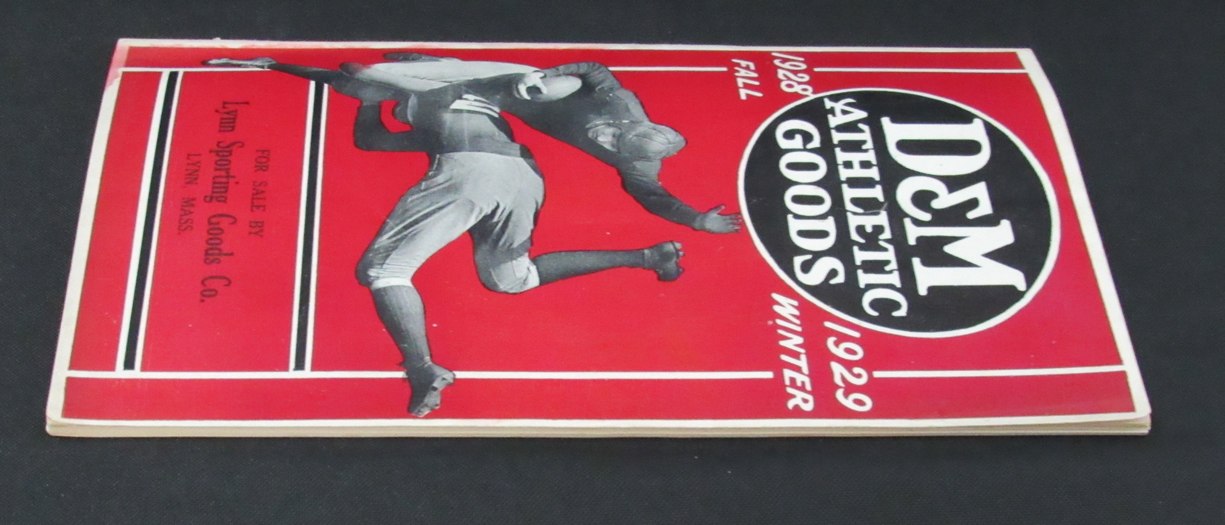 D&M
ATHLETIC
GOODS
1928
FALL
1929
WINTER
FOR SALE BY
Lynn Sporting Goods Co.
LYNN, MASS.